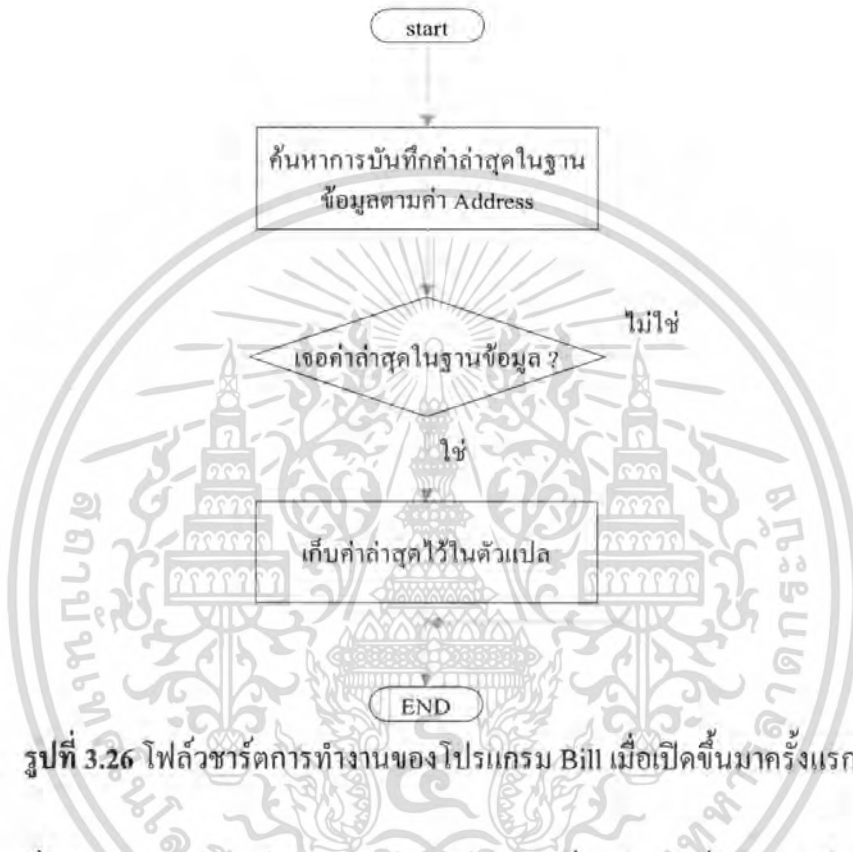 start
ค้นหาการบันทึกค่าล่าสุดในฐาน
ข้อมูลตามค่า Address
ไม่ใช่
เจอค่าล่าสุดในฐานข้อมูล ?
ใช่
เก็บค่าล่าสุดไว้ในตัวแปล
END
รูปที่ 3.26 โฟล์วชาร์ตการทำงานของโปรแกรม Bill เมื่อเปิดขึ้นมาครั้งแรก